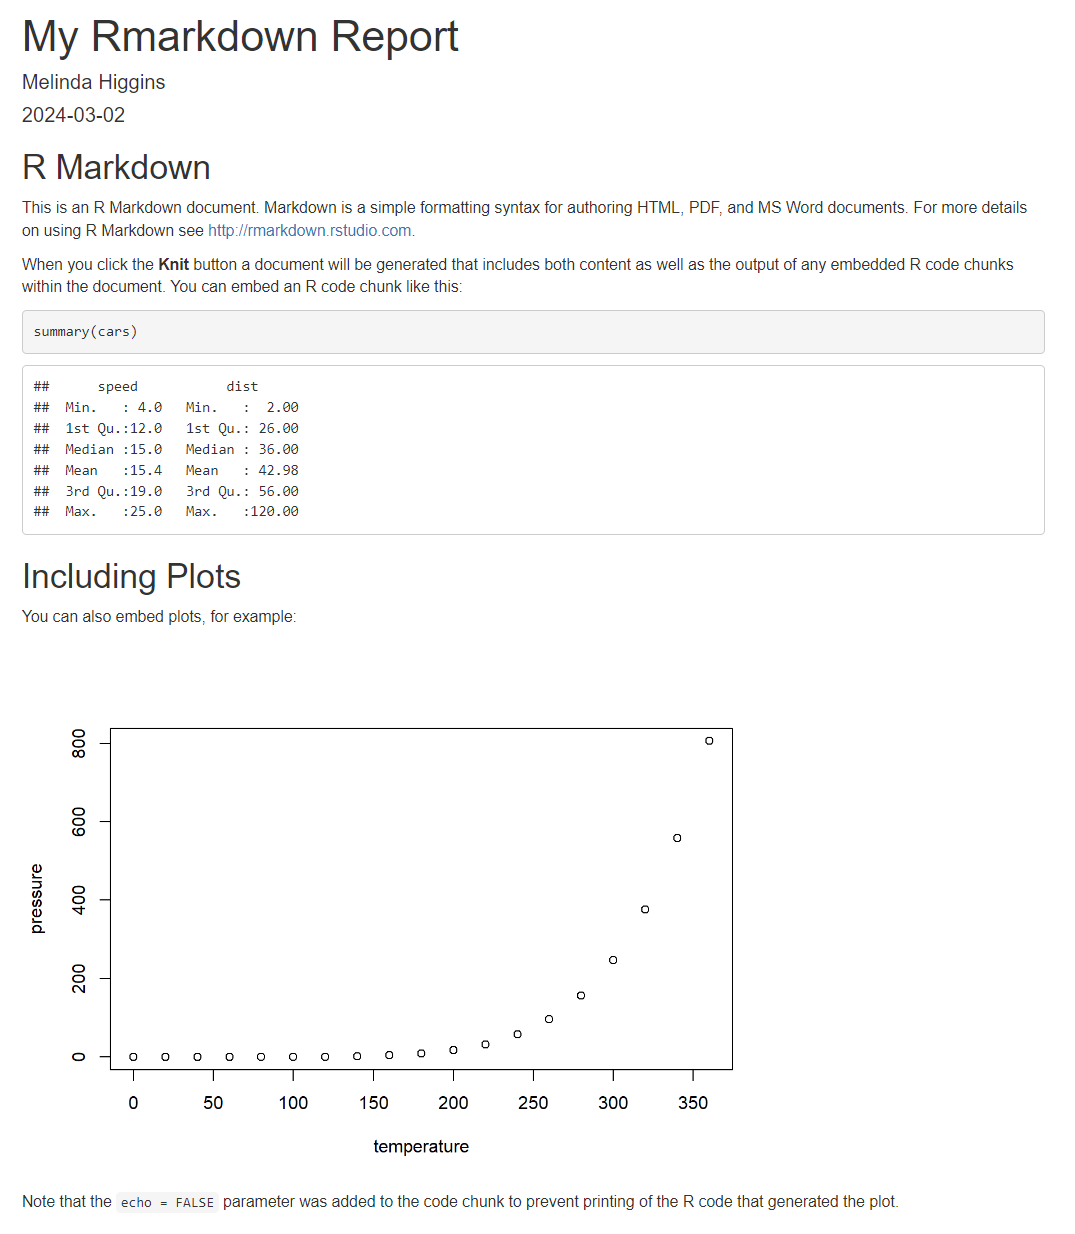 My Rmarkdown Report
Melinda Higgins
2024-03-02
R Markdown
This is an R Markdown document. Markdown is a simple formatting syntax for authoring HTML, PDF, and MS Word documents. For more details
on using R Markdown see http://rmarkdown.rstudio.com.
When you click the Knit button a document will be generated that includes both content as well as the output of any embedded R code chunks
within the document. You can embed an R code chunk like this:
summary(cars)
##      speed           dist
##  Min.   : 4.0   Min.   :  2.00
##  1st Qu.:12.0   1st Qu.: 26.00
##  Median :15.0   Median : 36.00
##  Mean   :15.4   Mean   : 42.98
##  3rd Qu.:19.0   3rd Qu.: 56.00
##  Max.   :25.0   Max.   :120.00
Including Plots
You can also embed plots, for example:
800
600
400
200
0
pressure
0 50 100 150 200 250 300 350
temperature
Note that the echo = FALSE parameter was added to the code chunk to prevent printing of the R code that generated the plot.